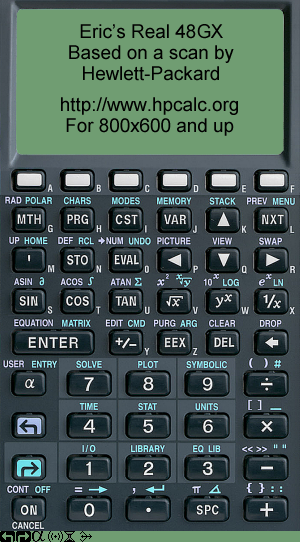 Eric's Real 48GX
Based on a scan by
Hewlett-Packard
http://www.hpcalc.org
For 800x600 and up
A B C D E F
RAD POLAR CHARS MODES MEMORY STACK PREV MENU
MTH G PRG H CST I VAR J ▲ K NXT L
UP HOME DEF RCL →NUM UNDO PICTURE VIEW SWAP
' M STO N EVAL O ◀ P ▼ Q ▶ R
ASIN ∂ ACOS ∫ ATAN Σ x² ˣ√y 10ˣ LOG eˣ LN
SIN S COS T TAN U √x V yˣ W 1/x X
EQUATION MATRIX EDIT CMD PURG ARG CLEAR DROP
ENTER +/− Y EEX Z DEL ←
USER ENTRY SOLVE PLOT SYMBOLIC ( ) #
α 7 8 9 ÷
TIME STAT UNITS [ ] _
4 5 6 ×
I/O LIBRARY EQ LIB << >> " "
1 2 3 −
CONT OFF = → , ↵ π ∡ { } : :
ON 0 . SPC +
CANCEL